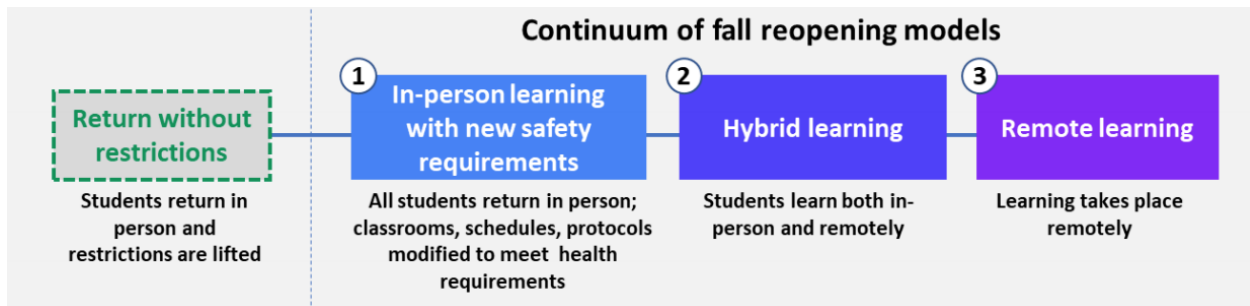 Continuum of fall reopening models
Return without
restrictions
Students return in
person and
restrictions are lifted
1
In-person learning
with new safety
requirements
All students return in person;
classrooms, schedules, protocols
modified to meet health
requirements
2
Hybrid learning
Students learn both in-
person and remotely
3
Remote learning
Learning takes place
remotely